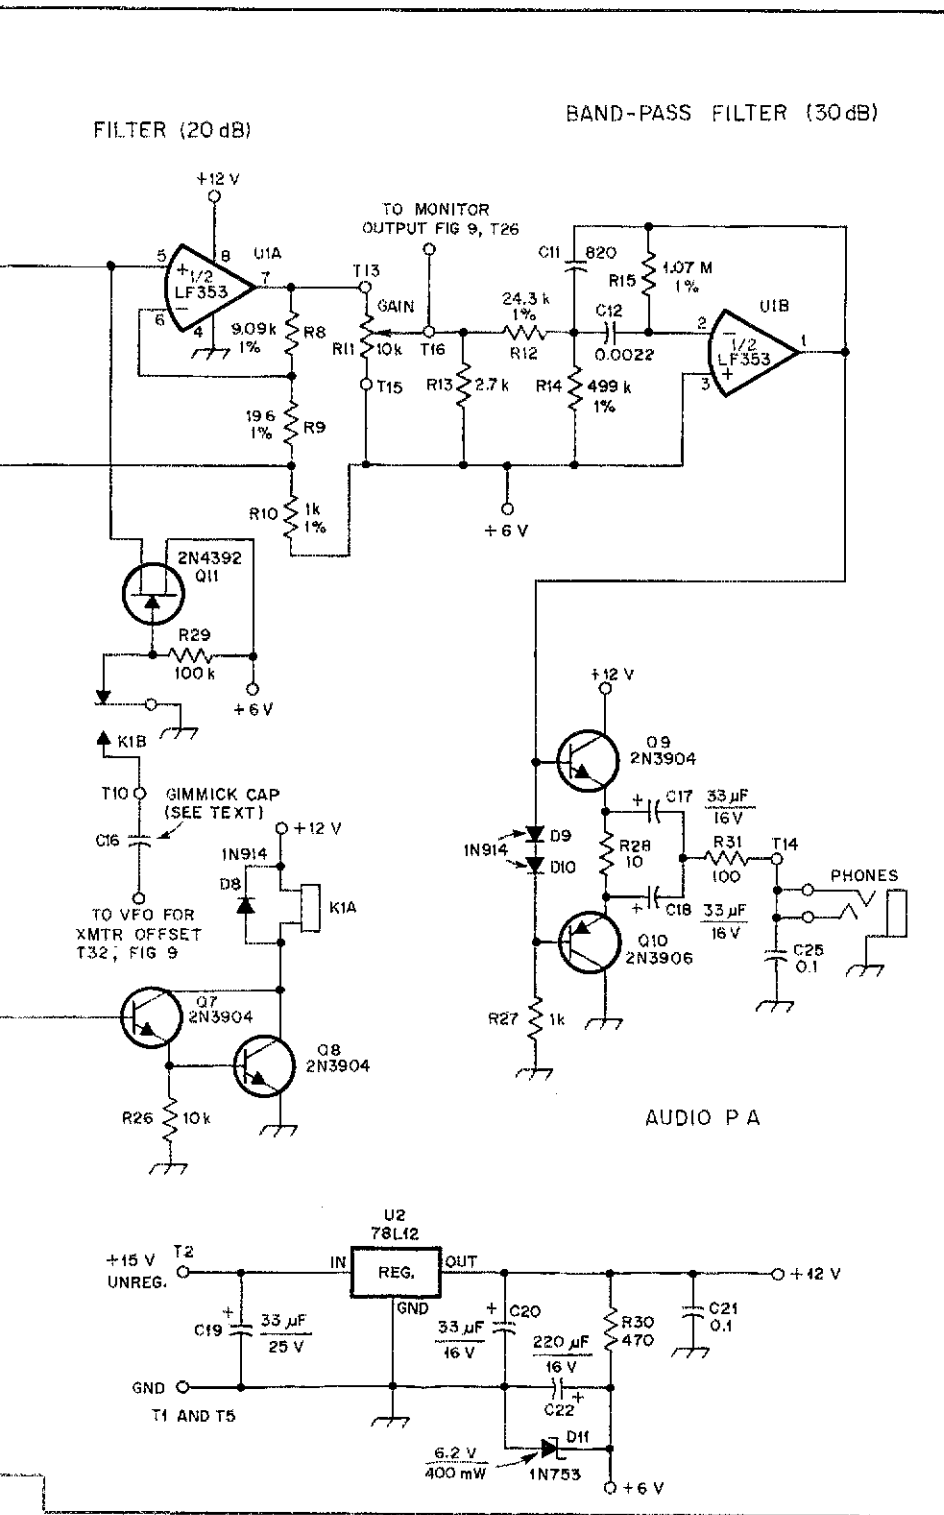 FILTER (20 dB)
BAND-PASS FILTER (30 dB)
+12 V
TO MONITOR
OUTPUT FIG 9, T26
5
8
U1A
+
1/2
LF353
7
6
−
4
T13
GAIN
9.09k
1%
R8
R11
10k
T16
T15
19.6
1%
R9
R10
1k
1%
C11
820
R15
1.07 M
1%
24.3 k
1%
R12
C12
0.0022
U1B
2
−
1/2
LF353
1
3
+
R13
2.7 k
R14
499 k
1%
+6 V
2N4392
Q11
R29
100 k
+6 V
K1B
T10
GIMMICK CAP
(SEE TEXT)
C16
TO VFO FOR
XMTR OFFSET
T32, FIG 9
+12 V
1N914
D8
K1A
Q7
2N3904
Q8
2N3904
R26
10 k
+12 V
Q9
2N3904
1N914
D9
D10
R28
10
+
C17
33 µF
16 V
R31
100
T14
+
C18
33 µF
16 V
PHONES
Q10
2N3906
C25
0.1
R27
1k
AUDIO P A
U2
78L12
+15 V
UNREG.
T2
IN
REG.
OUT
GND
+12 V
+
C19
33 µF
25 V
+
C20
33 µF
16 V
220 µF
16 V
C22
+
R30
470
C21
0.1
GND
T1 AND T5
6.2 V
400 mW
D11
1N753
+6 V